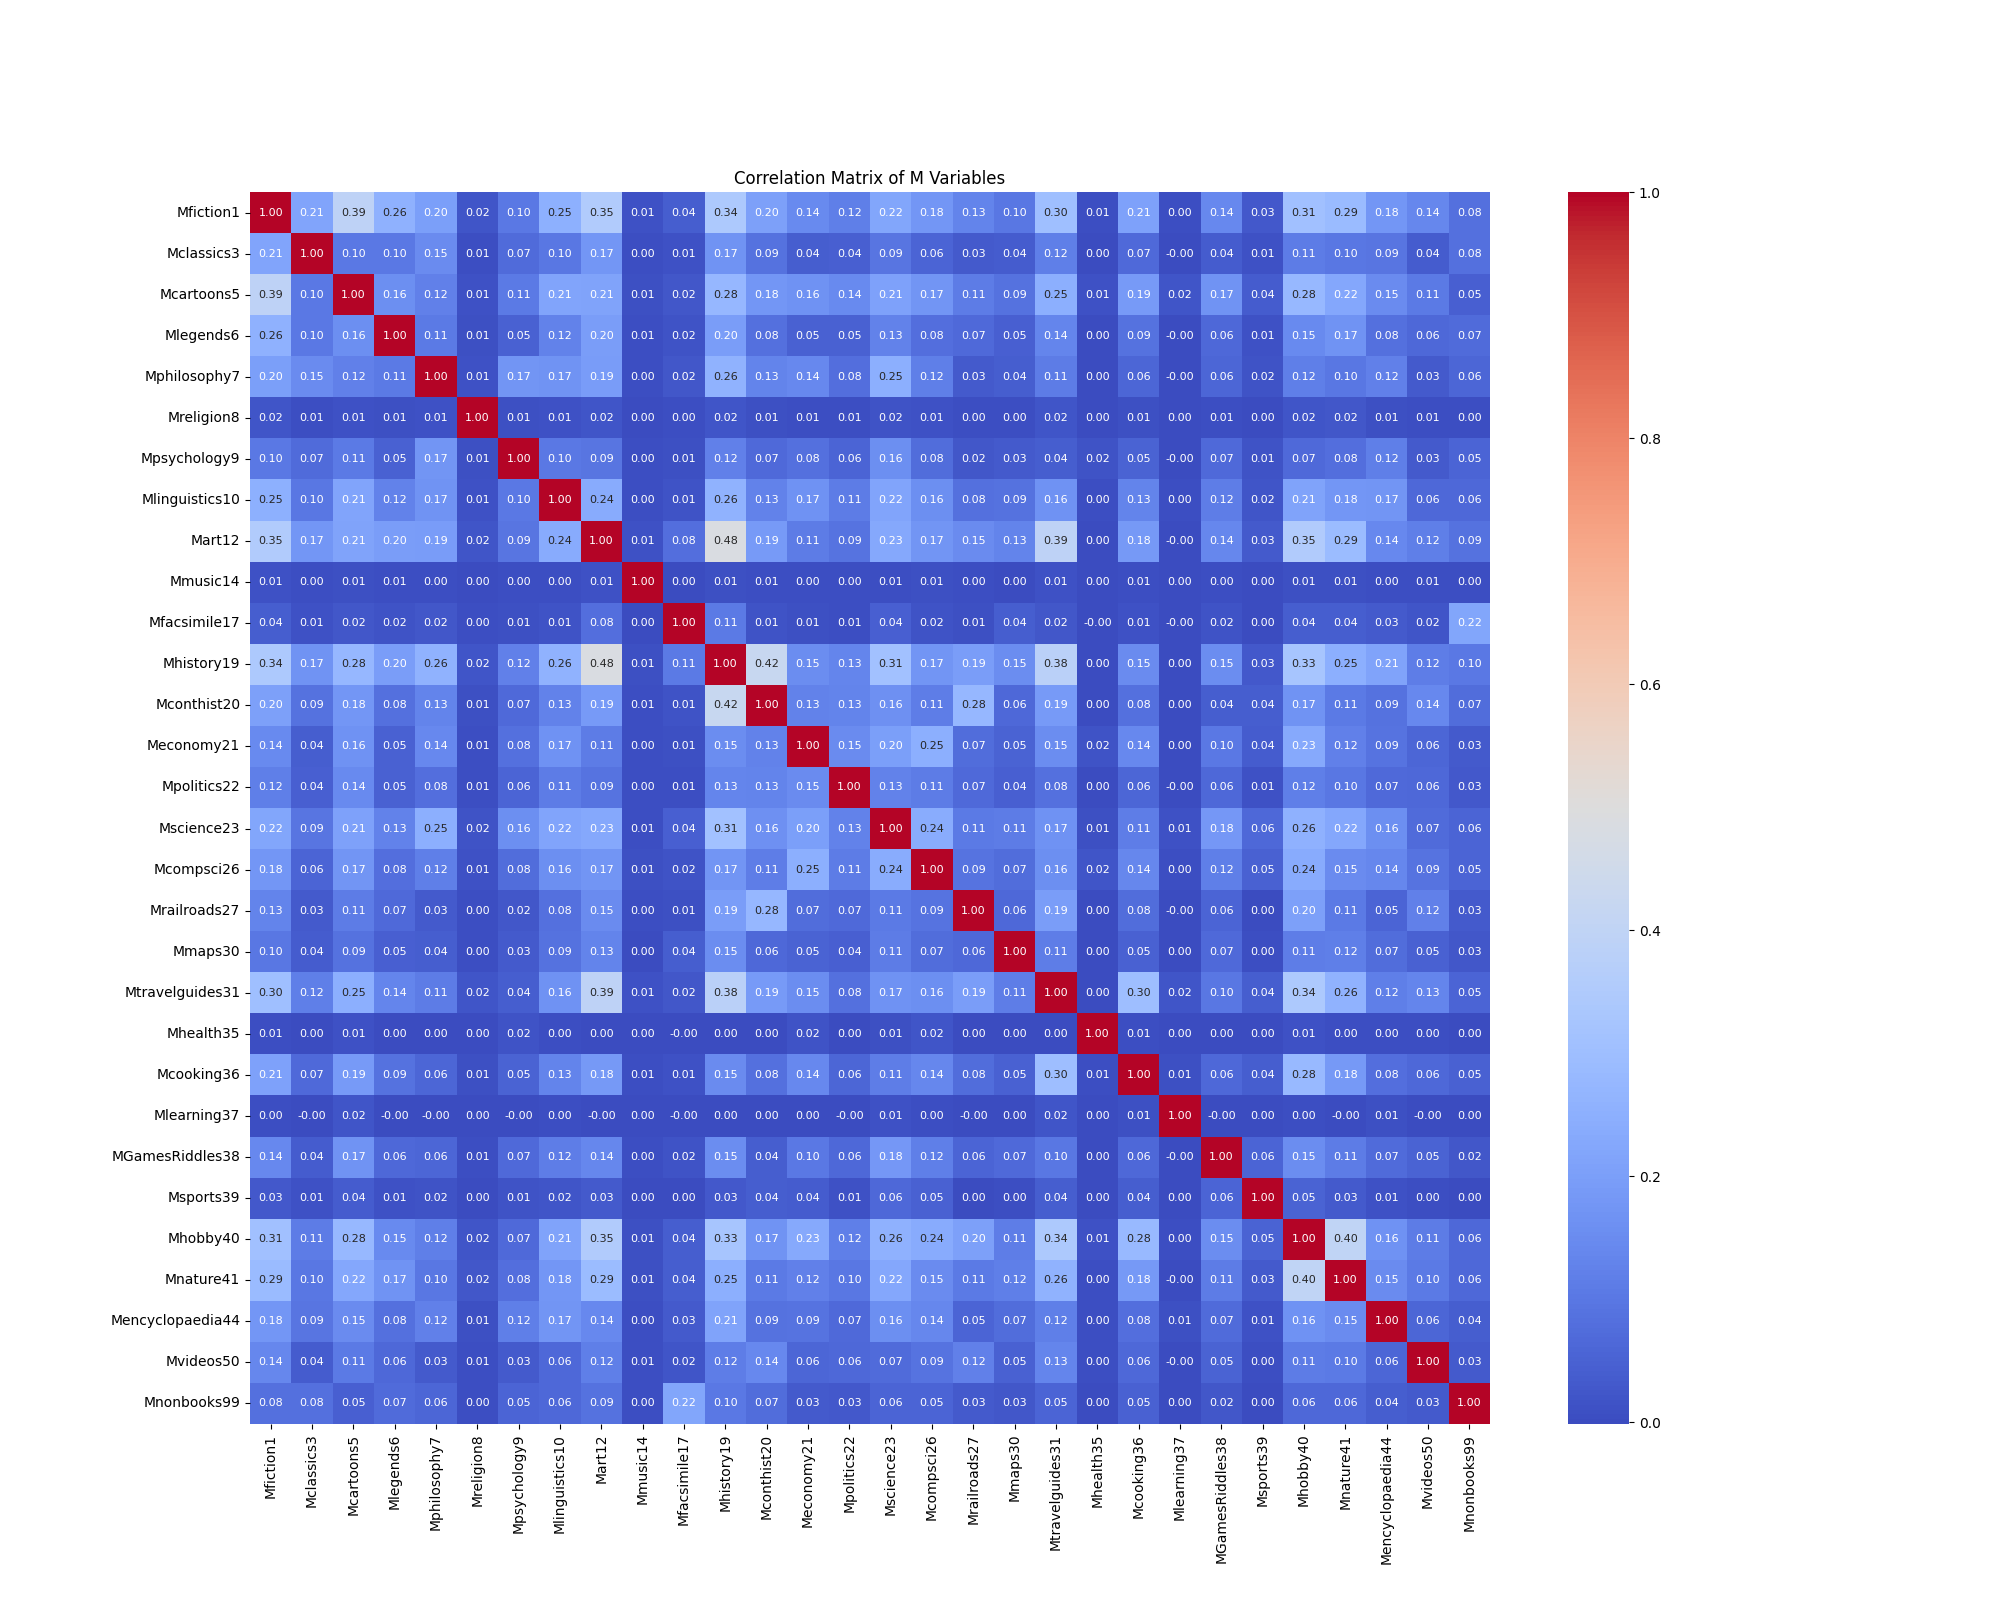 Correlation Matrix of M Variables
Mfiction1 1.00 0.21 0.39 0.26 0.20 0.02 0.10 0.25 0.35 0.01 0.04 0.34 0.20 0.14 0.12 0.22 0.18 0.13 0.10 0.30 0.01 0.21 0.00 0.14 0.03 0.31 0.29 0.18 0.14 0.08
Mclassics3 0.21 1.00 0.10 0.10 0.15 0.01 0.07 0.10 0.17 0.00 0.01 0.17 0.09 0.04 0.04 0.09 0.06 0.03 0.04 0.12 0.00 0.07 -0.00 0.04 0.01 0.11 0.10 0.09 0.04 0.08
Mcartoons5 0.39 0.10 1.00 0.16 0.12 0.01 0.11 0.21 0.21 0.01 0.02 0.28 0.18 0.16 0.14 0.21 0.17 0.11 0.09 0.25 0.01 0.19 0.02 0.17 0.04 0.28 0.22 0.15 0.11 0.05
Mlegends6 0.26 0.10 0.16 1.00 0.11 0.01 0.05 0.12 0.20 0.01 0.02 0.20 0.08 0.05 0.05 0.13 0.08 0.07 0.05 0.14 0.00 0.09 -0.00 0.06 0.01 0.15 0.17 0.08 0.06 0.07
Mphilosophy7 0.20 0.15 0.12 0.11 1.00 0.01 0.17 0.17 0.19 0.00 0.02 0.26 0.13 0.14 0.08 0.25 0.12 0.03 0.04 0.11 0.00 0.06 -0.00 0.06 0.02 0.12 0.10 0.12 0.03 0.06
Mreligion8 0.02 0.01 0.01 0.01 0.01 1.00 0.01 0.01 0.02 0.00 0.00 0.02 0.01 0.01 0.01 0.02 0.01 0.00 0.00 0.02 0.00 0.01 0.00 0.01 0.00 0.02 0.02 0.01 0.01 0.00
Mpsychology9 0.10 0.07 0.11 0.05 0.17 0.01 1.00 0.10 0.09 0.00 0.01 0.12 0.07 0.08 0.06 0.16 0.08 0.02 0.03 0.04 0.02 0.05 -0.00 0.07 0.01 0.07 0.08 0.12 0.03 0.05
Mlinguistics10 0.25 0.10 0.21 0.12 0.17 0.01 0.10 1.00 0.24 0.00 0.01 0.26 0.13 0.17 0.11 0.22 0.16 0.08 0.09 0.16 0.00 0.13 0.00 0.12 0.02 0.21 0.18 0.17 0.06 0.06
Mart12 0.35 0.17 0.21 0.20 0.19 0.02 0.09 0.24 1.00 0.01 0.08 0.48 0.19 0.11 0.09 0.23 0.17 0.15 0.13 0.39 0.00 0.18 -0.00 0.14 0.03 0.35 0.29 0.14 0.12 0.09
Mmusic14 0.01 0.00 0.01 0.01 0.00 0.00 0.00 0.00 0.01 1.00 0.00 0.01 0.01 0.00 0.00 0.01 0.01 0.00 0.00 0.01 0.00 0.01 0.00 0.00 0.00 0.01 0.01 0.00 0.01 0.00
Mfacsimile17 0.04 0.01 0.02 0.02 0.02 0.00 0.01 0.01 0.08 0.00 1.00 0.11 0.01 0.01 0.01 0.04 0.02 0.01 0.04 0.02 -0.00 0.01 -0.00 0.02 0.00 0.04 0.04 0.03 0.02 0.22
Mhistory19 0.34 0.17 0.28 0.20 0.26 0.02 0.12 0.26 0.48 0.01 0.11 1.00 0.42 0.15 0.13 0.31 0.17 0.19 0.15 0.38 0.00 0.15 0.00 0.15 0.03 0.33 0.25 0.21 0.12 0.10
Mconthist20 0.20 0.09 0.18 0.08 0.13 0.01 0.07 0.13 0.19 0.01 0.01 0.42 1.00 0.13 0.13 0.16 0.11 0.28 0.06 0.19 0.00 0.08 0.00 0.04 0.04 0.17 0.11 0.09 0.14 0.07
Meconomy21 0.14 0.04 0.16 0.05 0.14 0.01 0.08 0.17 0.11 0.00 0.01 0.15 0.13 1.00 0.15 0.20 0.25 0.07 0.05 0.15 0.02 0.14 0.00 0.10 0.04 0.23 0.12 0.09 0.06 0.03
Mpolitics22 0.12 0.04 0.14 0.05 0.08 0.01 0.06 0.11 0.09 0.00 0.01 0.13 0.13 0.15 1.00 0.13 0.11 0.07 0.04 0.08 0.00 0.06 -0.00 0.06 0.01 0.12 0.10 0.07 0.06 0.03
Mscience23 0.22 0.09 0.21 0.13 0.25 0.02 0.16 0.22 0.23 0.01 0.04 0.31 0.16 0.20 0.13 1.00 0.24 0.11 0.11 0.17 0.01 0.11 0.01 0.18 0.06 0.26 0.22 0.16 0.07 0.06
Mcompsci26 0.18 0.06 0.17 0.08 0.12 0.01 0.08 0.16 0.17 0.01 0.02 0.17 0.11 0.25 0.11 0.24 1.00 0.09 0.07 0.16 0.02 0.14 0.00 0.12 0.05 0.24 0.15 0.14 0.09 0.05
Mrailroads27 0.13 0.03 0.11 0.07 0.03 0.00 0.02 0.08 0.15 0.00 0.01 0.19 0.28 0.07 0.07 0.11 0.09 1.00 0.06 0.19 0.00 0.08 -0.00 0.06 0.00 0.20 0.11 0.05 0.12 0.03
Mmaps30 0.10 0.04 0.09 0.05 0.04 0.00 0.03 0.09 0.13 0.00 0.04 0.15 0.06 0.05 0.04 0.11 0.07 0.06 1.00 0.11 0.00 0.05 0.00 0.07 0.00 0.11 0.12 0.07 0.05 0.03
Mtravelguides31 0.30 0.12 0.25 0.14 0.11 0.02 0.04 0.16 0.39 0.01 0.02 0.38 0.19 0.15 0.08 0.17 0.16 0.19 0.11 1.00 0.00 0.30 0.02 0.10 0.04 0.34 0.26 0.12 0.13 0.05
Mhealth35 0.01 0.00 0.01 0.00 0.00 0.00 0.02 0.00 0.00 0.00 -0.00 0.00 0.00 0.02 0.00 0.01 0.02 0.00 0.00 0.00 1.00 0.01 0.00 0.00 0.00 0.01 0.00 0.00 0.00 0.00
Mcooking36 0.21 0.07 0.19 0.09 0.06 0.01 0.05 0.13 0.18 0.01 0.01 0.15 0.08 0.14 0.06 0.11 0.14 0.08 0.05 0.30 0.01 1.00 0.01 0.06 0.04 0.28 0.18 0.08 0.06 0.05
Mlearning37 0.00 -0.00 0.02 -0.00 -0.00 0.00 -0.00 0.00 -0.00 0.00 -0.00 0.00 0.00 0.00 -0.00 0.01 0.00 -0.00 0.00 0.02 0.00 0.01 1.00 -0.00 0.00 0.00 -0.00 0.01 -0.00 0.00
MGamesRiddles38 0.14 0.04 0.17 0.06 0.06 0.01 0.07 0.12 0.14 0.00 0.02 0.15 0.04 0.10 0.06 0.18 0.12 0.06 0.07 0.10 0.00 0.06 -0.00 1.00 0.06 0.15 0.11 0.07 0.05 0.02
Msports39 0.03 0.01 0.04 0.01 0.02 0.00 0.01 0.02 0.03 0.00 0.00 0.03 0.04 0.04 0.01 0.06 0.05 0.00 0.00 0.04 0.00 0.04 0.00 0.06 1.00 0.05 0.03 0.01 0.00 0.00
Mhobby40 0.31 0.11 0.28 0.15 0.12 0.02 0.07 0.21 0.35 0.01 0.04 0.33 0.17 0.23 0.12 0.26 0.24 0.20 0.11 0.34 0.01 0.28 0.00 0.15 0.05 1.00 0.40 0.16 0.11 0.06
Mnature41 0.29 0.10 0.22 0.17 0.10 0.02 0.08 0.18 0.29 0.01 0.04 0.25 0.11 0.12 0.10 0.22 0.15 0.11 0.12 0.26 0.00 0.18 -0.00 0.11 0.03 0.40 1.00 0.15 0.10 0.06
Mencyclopaedia44 0.18 0.09 0.15 0.08 0.12 0.01 0.12 0.17 0.14 0.00 0.03 0.21 0.09 0.09 0.07 0.16 0.14 0.05 0.07 0.12 0.00 0.08 0.01 0.07 0.01 0.16 0.15 1.00 0.06 0.04
Mvideos50 0.14 0.04 0.11 0.06 0.03 0.01 0.03 0.06 0.12 0.01 0.02 0.12 0.14 0.06 0.06 0.07 0.09 0.12 0.05 0.13 0.00 0.06 -0.00 0.05 0.00 0.11 0.10 0.06 1.00 0.03
Mnonbooks99 0.08 0.08 0.05 0.07 0.06 0.00 0.05 0.06 0.09 0.00 0.22 0.10 0.07 0.03 0.03 0.06 0.05 0.03 0.03 0.05 0.00 0.05 0.00 0.02 0.00 0.06 0.06 0.04 0.03 1.00
Mfiction1 Mclassics3 Mcartoons5 Mlegends6 Mphilosophy7 Mreligion8 Mpsychology9 Mlinguistics10 Mart12 Mmusic14 Mfacsimile17 Mhistory19 Mconthist20 Meconomy21 Mpolitics22 Mscience23 Mcompsci26 Mrailroads27 Mmaps30 Mtravelguides31 Mhealth35 Mcooking36 Mlearning37 MGamesRiddles38 Msports39 Mhobby40 Mnature41 Mencyclopaedia44 Mvideos50 Mnonbooks99
1.0
0.8
0.6
0.4
0.2
0.0